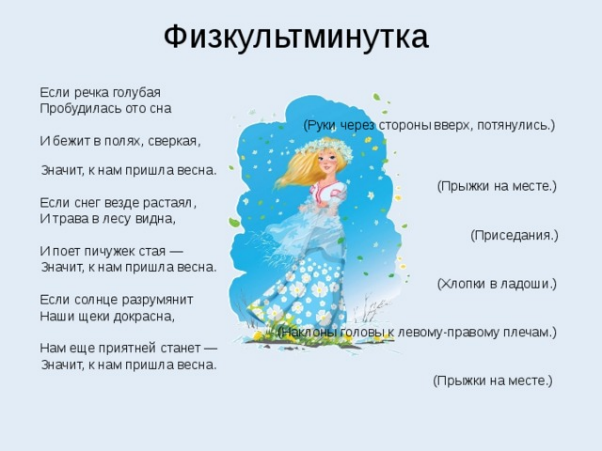 Физкультминутка
Если речка голубая
Пробудилась ото сна
(Руки через стороны вверх, потянулись.)
И бежит в полях, сверкая,
Значит, к нам пришла весна.
(Прыжки на месте.)
Если снег везде растаял,
И трава в лесу видна,
(Приседания.)
И поет пичужек стая —
Значит, к нам пришла весна.
(Хлопки в ладоши.)
Если солнце разрумянит
Наши щеки докрасна,
(Наклоны головы к левому-правому плечам.)
Нам еще приятней станет —
Значит, к нам пришла весна.
(Прыжки на месте.)